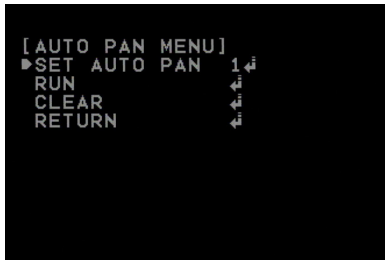 [AUTO PAN MENU]
SET AUTO PAN 1↲
RUN ↲
CLEAR ↲
RETURN ↲